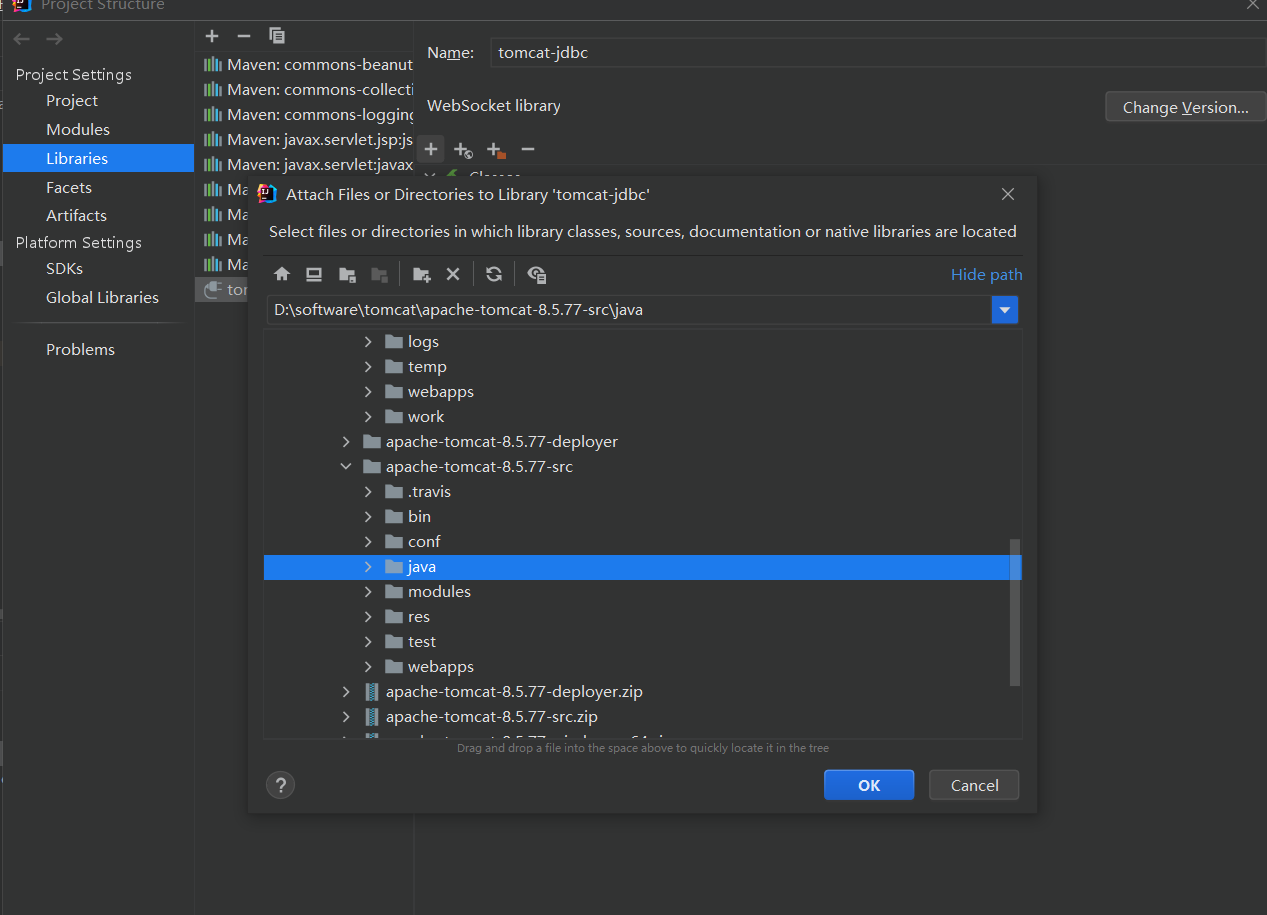 Project Structure
Project Settings
Project
Modules
Libraries
Facets
Artifacts
Platform Settings
SDKs
Global Libraries
Problems
Maven: commons-beanut
Maven: commons-collecti
Maven: commons-logging
Maven: javax.servlet.jsp:js
Maven: javax.servlet:javax
Ma
Ma
Ma
Ma
tor
Name: tomcat-jdbc
WebSocket library
Change Version...
Classes
Attach Files or Directories to Library 'tomcat-jdbc'
Select files or directories in which library classes, sources, documentation or native libraries are located
Hide path
D:\software\tomcat\apache-tomcat-8.5.77-src\java
logs
temp
webapps
work
apache-tomcat-8.5.77-deployer
apache-tomcat-8.5.77-src
.travis
bin
conf
java
modules
res
test
webapps
apache-tomcat-8.5.77-deployer.zip
apache-tomcat-8.5.77-src.zip
Drag and drop a file into the space above to quickly locate it in the tree
?
OK
Cancel